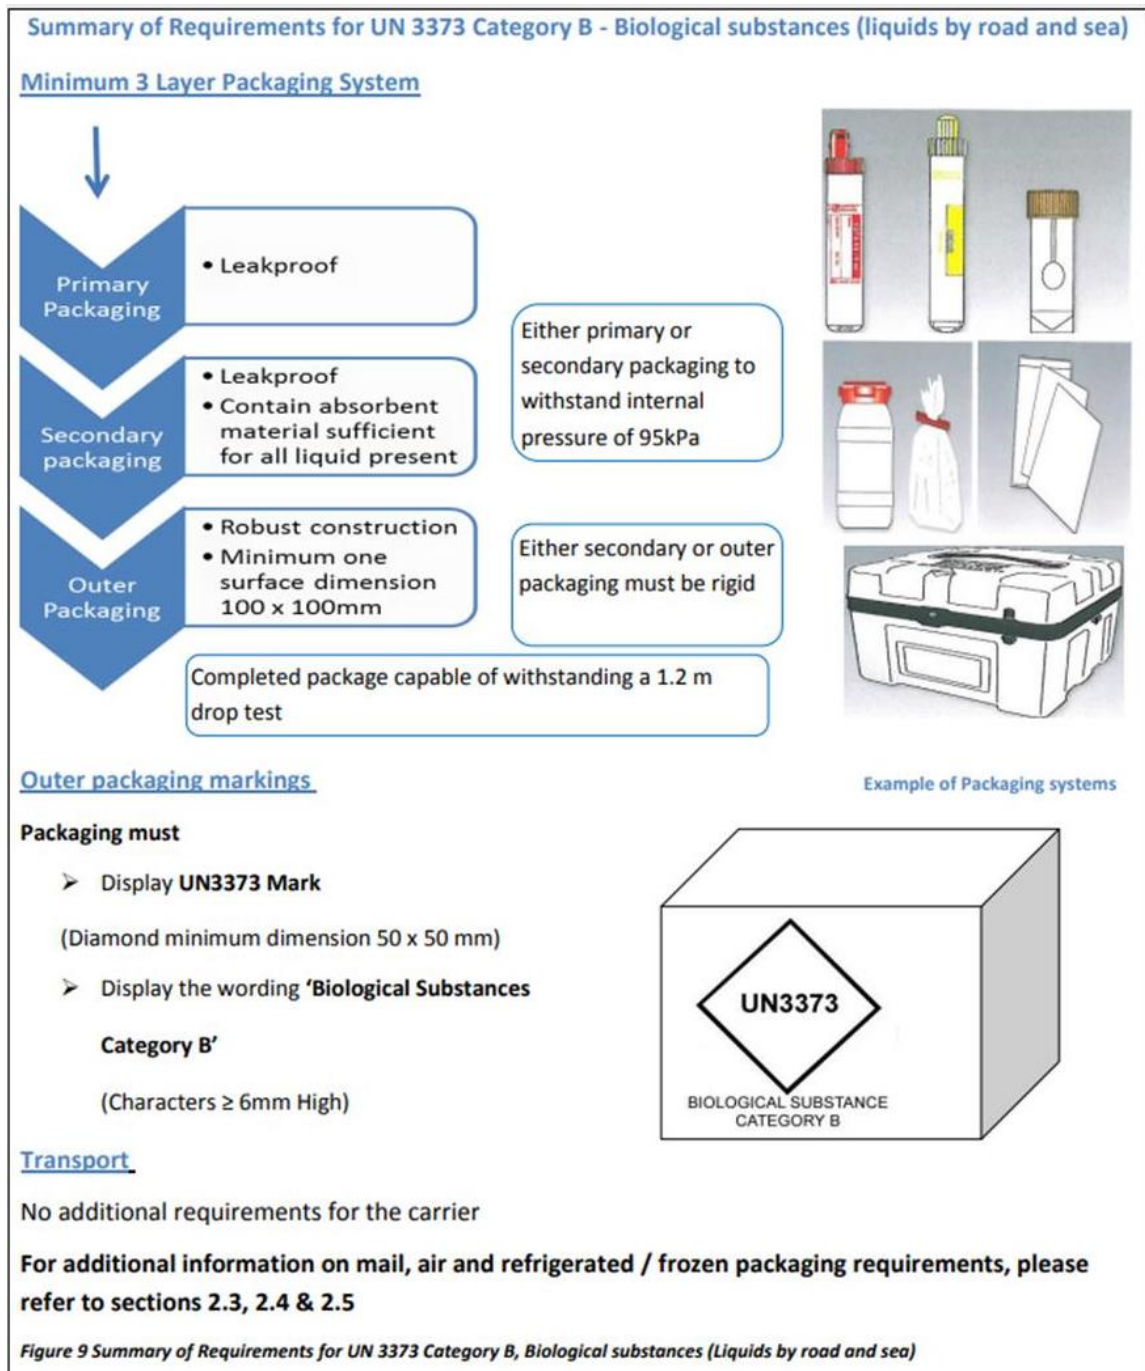 Summary of Requirements for UN 3373 Category B - Biological substances (liquids by road and sea)
Minimum 3 Layer Packaging System
Primary
Packaging
• Leakproof
Secondary
packaging
• Leakproof
• Contain absorbent
material sufficient
for all liquid present
Either primary or
secondary packaging to
withstand internal
pressure of 95kPa
Outer
Packaging
• Robust construction
• Minimum one
surface dimension
100 x 100mm
Either secondary or outer
packaging must be rigid
Completed package capable of withstanding a 1.2 m
drop test
Outer packaging markings
Example of Packaging systems
Packaging must
➢ Display UN3373 Mark
(Diamond minimum dimension 50 x 50 mm)
➢ Display the wording ‘Biological Substances
Category B’
(Characters ≥ 6mm High)
UN3373
BIOLOGICAL SUBSTANCE
CATEGORY B
Transport
No additional requirements for the carrier
For additional information on mail, air and refrigerated / frozen packaging requirements, please
refer to sections 2.3, 2.4 & 2.5
Figure 9 Summary of Requirements for UN 3373 Category B, Biological substances (Liquids by road and sea)